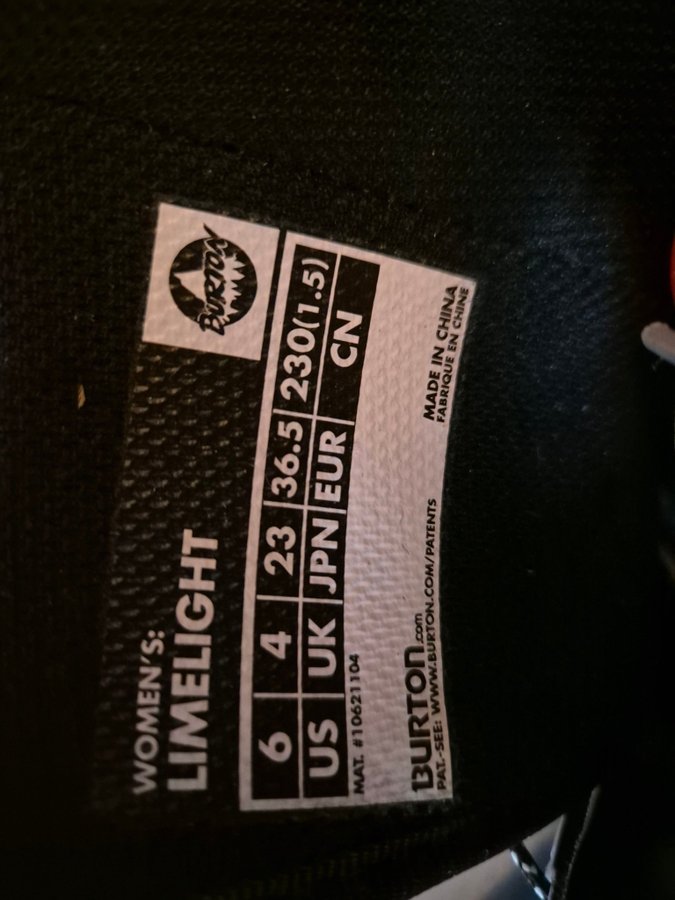 WOMEN'S:
LIMELIGHT
BURTON
6 4 23 36.5 230(1.5)
US UK JPN EUR CN
MAT. #10621104
BURTON.com
PAT.-SEE: WWW.BURTON.COM/PATENTS
MADE IN CHINA
FABRIQUE EN CHINE